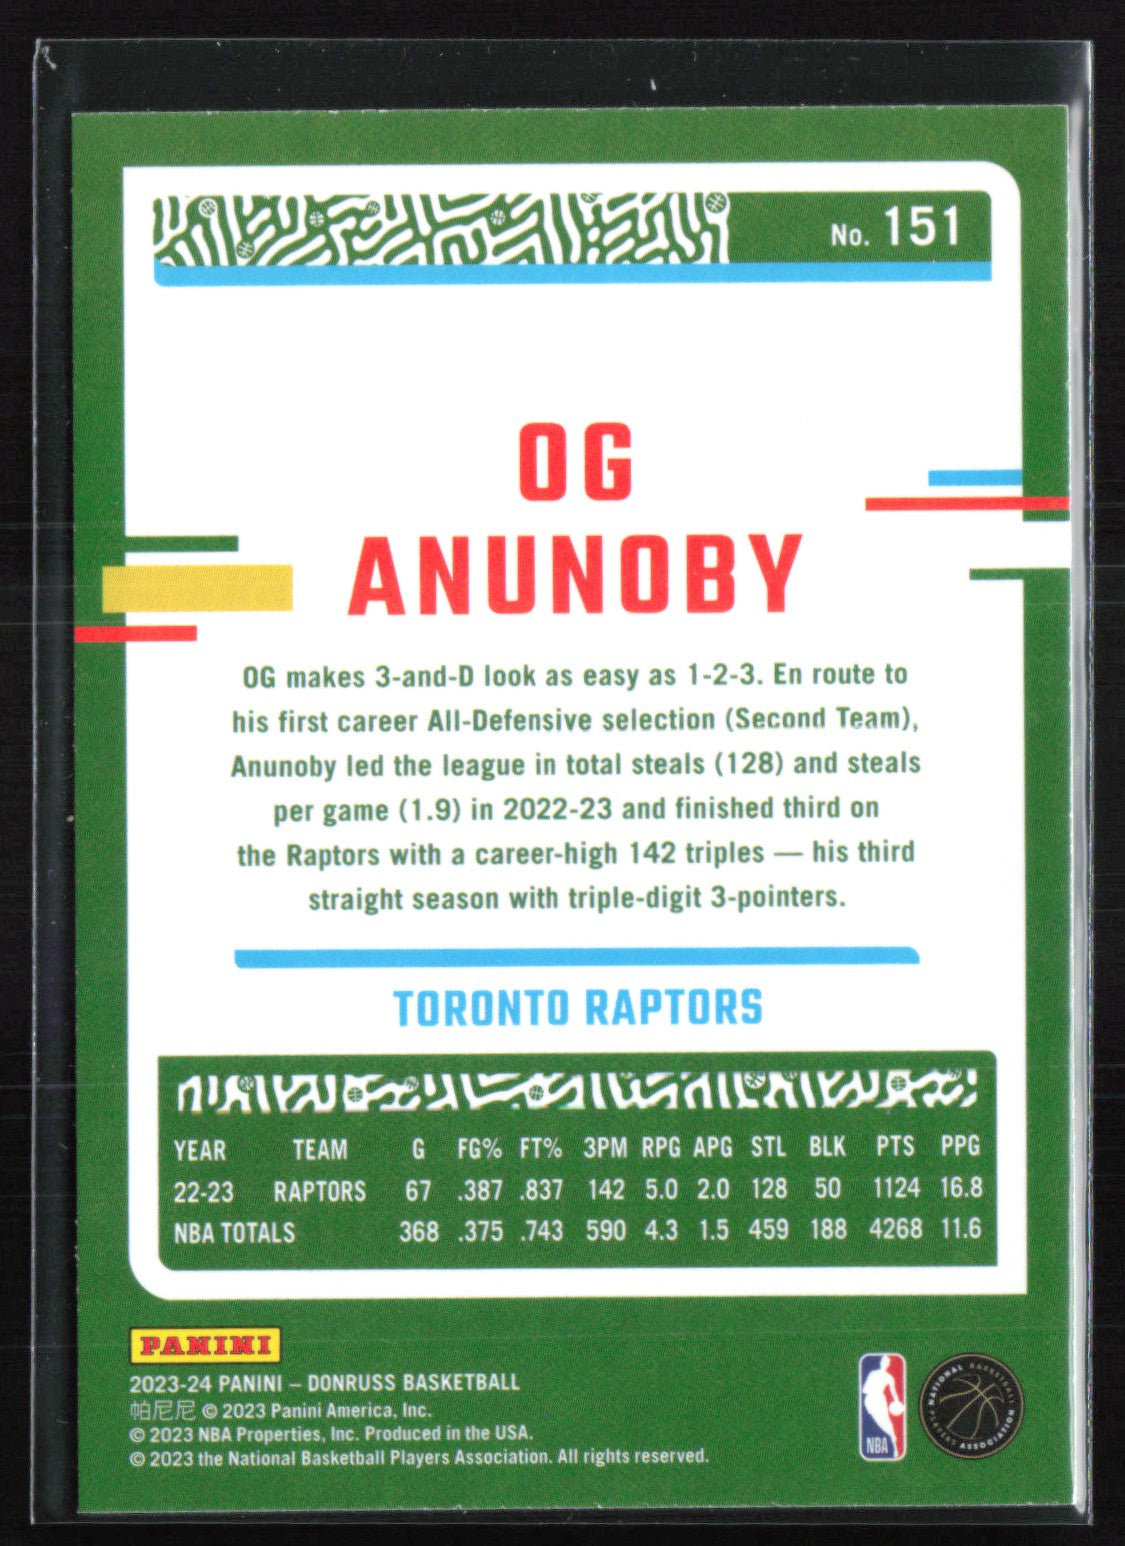 No. 151
OG
ANUNOBY
OG makes 3-and-D look as easy as 1-2-3. En route to
his first career All-Defensive selection (Second Team),
Anunoby led the league in total steals (128) and steals
per game (1.9) in 2022-23 and finished third on
the Raptors with a career-high 142 triples — his third
straight season with triple-digit 3-pointers.
TORONTO RAPTORS
YEAR TEAM G FG% FT% 3PM RPG APG STL BLK PTS PPG
22-23 RAPTORS 67 .387 .837 142 5.0 2.0 128 50 1124 16.8
NBA TOTALS 368 .375 .743 590 4.3 1.5 459 188 4268 11.6
PANINI
2023-24 PANINI – DONRUSS BASKETBALL
帕尼尼 © 2023 Panini America, Inc.
© 2023 NBA Properties, Inc. Produced in the USA.
© 2023 the National Basketball Players Association. All rights reserved.
NBA
NATIONAL BASKETBALL PLAYERS ASSOCIATION